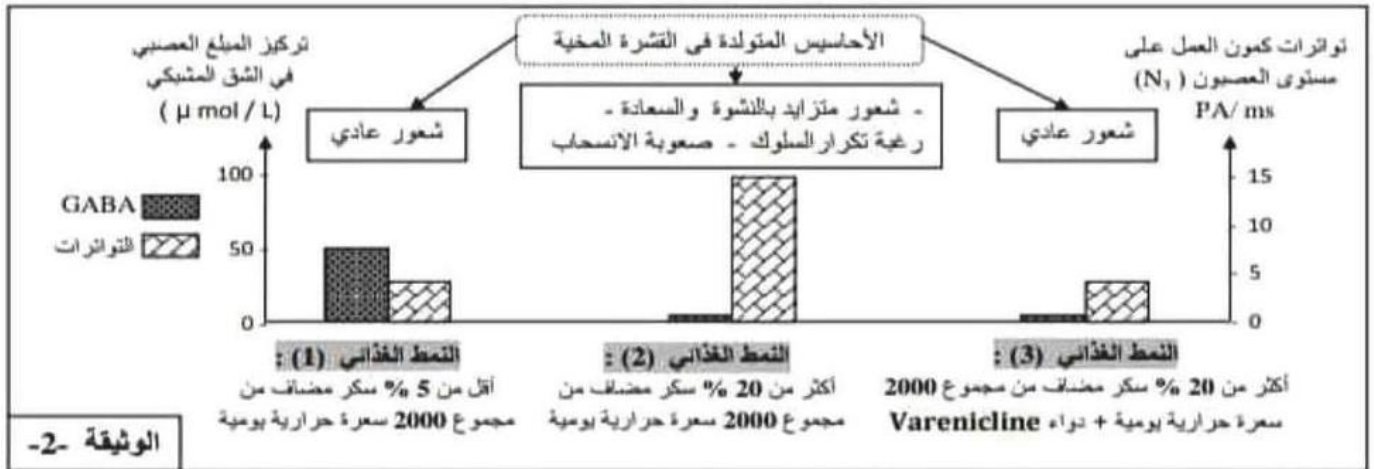 الأحاسيس المتولدة في القشرة المخية
تركيز المبلغ العصبي
في الشق المشبكي
( µ mol / L)
تواترات كمون العمل على
مستوى العصبون ( N₃)
PA/ ms
شعور عادي
- شعور متزايد بالنشوة والسعادة -
رغبة تكرار السلوك - صعوبة الانسحاب
شعور عادي
GABA
التواترات
100
50
0
15
10
5
0
النمط الغذائي (1) :
أقل من 5 % سكر مضاف من
مجموع 2000 سعرة حرارية يومية
النمط الغذائي (2) :
أكثر من 20 % سكر مضاف من
مجموع 2000 سعرة حرارية يومية
النمط الغذائي (3) :
أكثر من 20 % سكر مضاف من مجموع 2000
سعرة حرارية يومية + دواء Varenicline
الوثيقة -2-